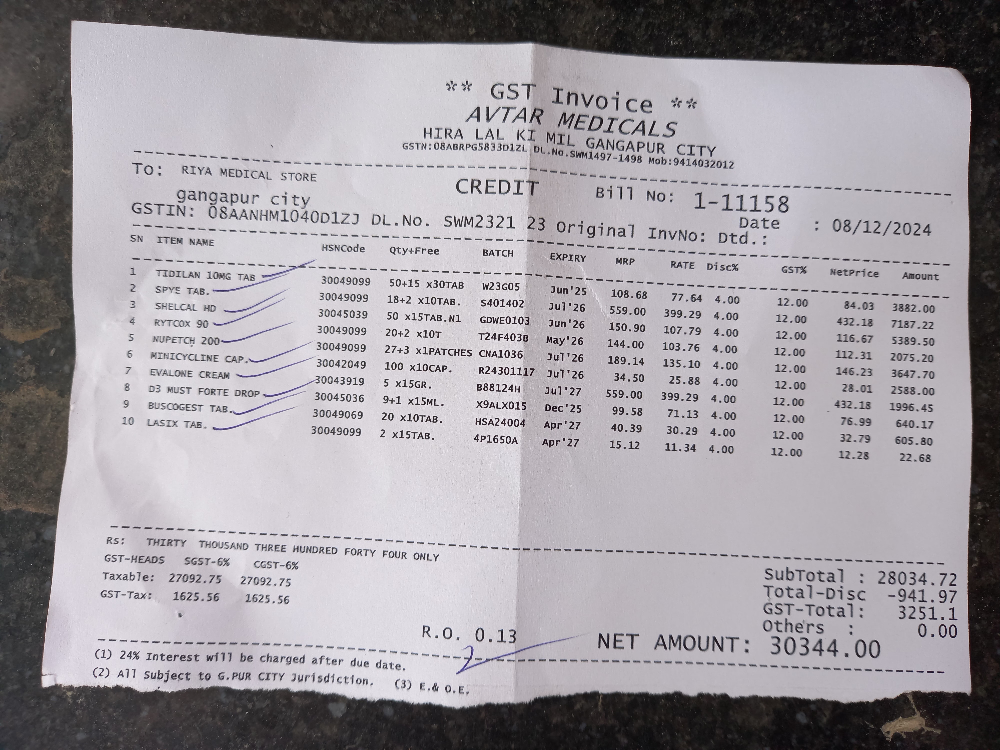 ** GST Invoice **
AVTAR MEDICALS
HIRA LAL KI MIL GANGAPUR CITY
GSTN:08ABRPG5833D1ZL DL.No.SWM1497-1498 Mob:9414032012
To: RIYA MEDICAL STORE CREDIT Bill No: 1-11158
gangapur city Date : 08/12/2024
GSTIN: 08AANHM1040D1ZJ DL.No. SWM2321 23 Original InvNo: Dtd.:
SN ITEM NAME HSNCode Qty+Free BATCH EXPIRY MRP RATE Disc% GST% NetPrice Amount
1 TIDILAN 10MG TAB 30049099 50+15 x30TAB W23G05 Jun'25 108.68 77.64 4.00 12.00 84.03 3882.00
2 SPYE TAB. 30049099 18+2 x10TAB. S401402 Jul'26 559.00 399.29 4.00 12.00 432.18 7187.22
3 SHELCAL HD 30045039 50 x15TAB.N1 GDWE0103 Jun'26 150.90 107.79 4.00 12.00 116.67 5389.50
4 RYTCOX 90 30049099 20+2 x10T T24F403B May'26 144.00 103.76 4.00 12.00 112.31 2075.20
5 NUPETCH 200 30049099 27+3 x1PATCHES CNA1036 Jul'26 189.14 135.10 4.00 12.00 146.23 3647.70
6 MINICYCLINE CAP. 30042049 100 x10CAP. R24301117 Jul'26 34.50 25.88 4.00 12.00 28.01 2588.00
7 EVALONE CREAM 30043919 5 x15GR. B88124H Jul'27 559.00 399.29 4.00 12.00 432.18 1996.45
8 D3 MUST FORTE DROP 30045036 9+1 x15ML. X9ALX015 Dec'25 99.58 71.13 4.00 12.00 76.99 640.17
9 BUSCOGEST TAB. 30049069 20 x10TAB. HSA24004 Apr'27 40.39 30.29 4.00 12.00 32.79 605.80
10 LASIX TAB. 30049099 2 x15TAB. 4P1650A Apr'27 15.12 11.34 4.00 12.00 12.28 22.68
Rs: THIRTY THOUSAND THREE HUNDRED FORTY FOUR ONLY
GST-HEADS SGST-6% CGST-6%
Taxable: 27092.75 27092.75
GST-Tax: 1625.56 1625.56
SubTotal : 28034.72
Total-Disc -941.97
GST-Total: 3251.1
Others : 0.00
R.O. 0.13 NET AMOUNT: 30344.00
(1) 24% Interest will be charged after due date.
(2) All Subject to G.PUR CITY Jurisdiction. (3) E.& O.E.